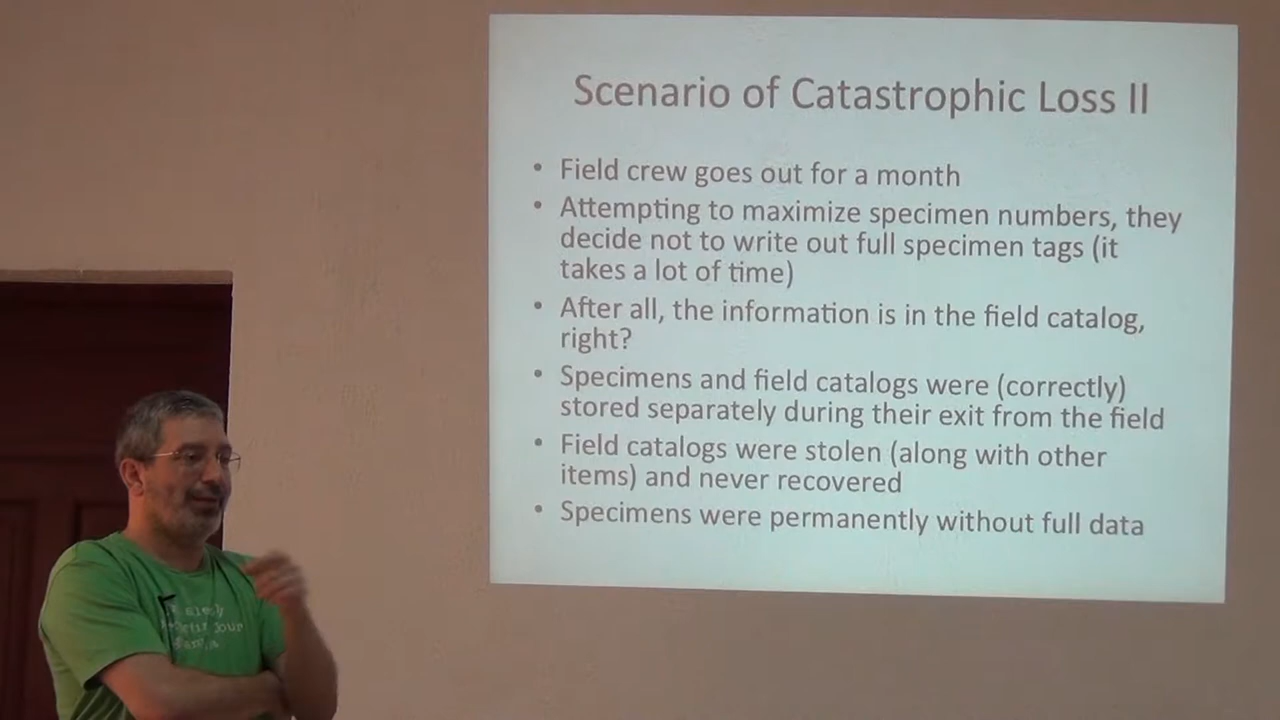 Scenario of Catastrophic Loss II
• Field crew goes out for a month
• Attempting to maximize specimen numbers, they
decide not to write out full specimen tags (it
takes a lot of time)
• After all, the information is in the field catalog,
right?
• Specimens and field catalogs were (correctly)
stored separately during their exit from the field
• Field catalogs were stolen (along with other
items) and never recovered
• Specimens were permanently without full data